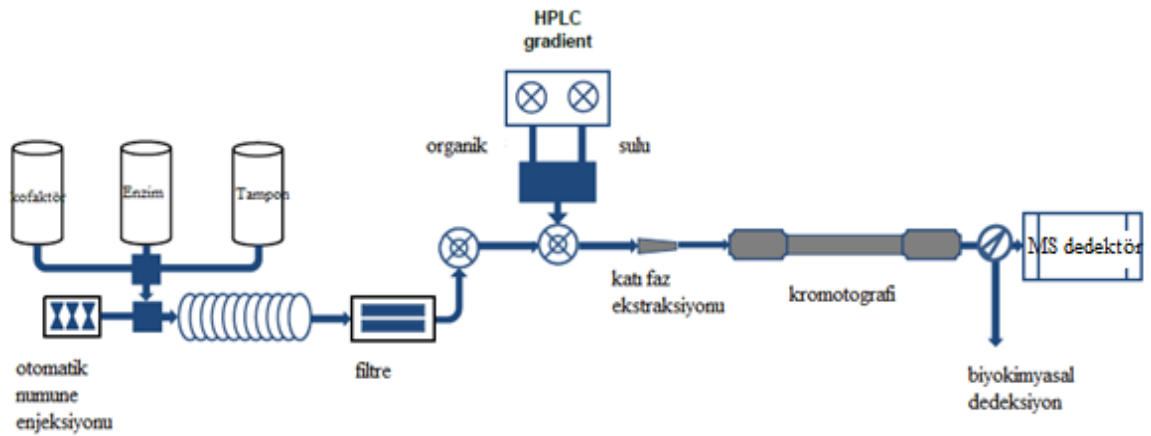 HPLC
gradient
organik
sulu
kofaktör
Enzim
Tampon
MS dedektör
katı faz
ekstraksiyonu
kromotografi
otomatik
numune
enjeksiyonu
filtre
biyokimyasal
dedeksiyon